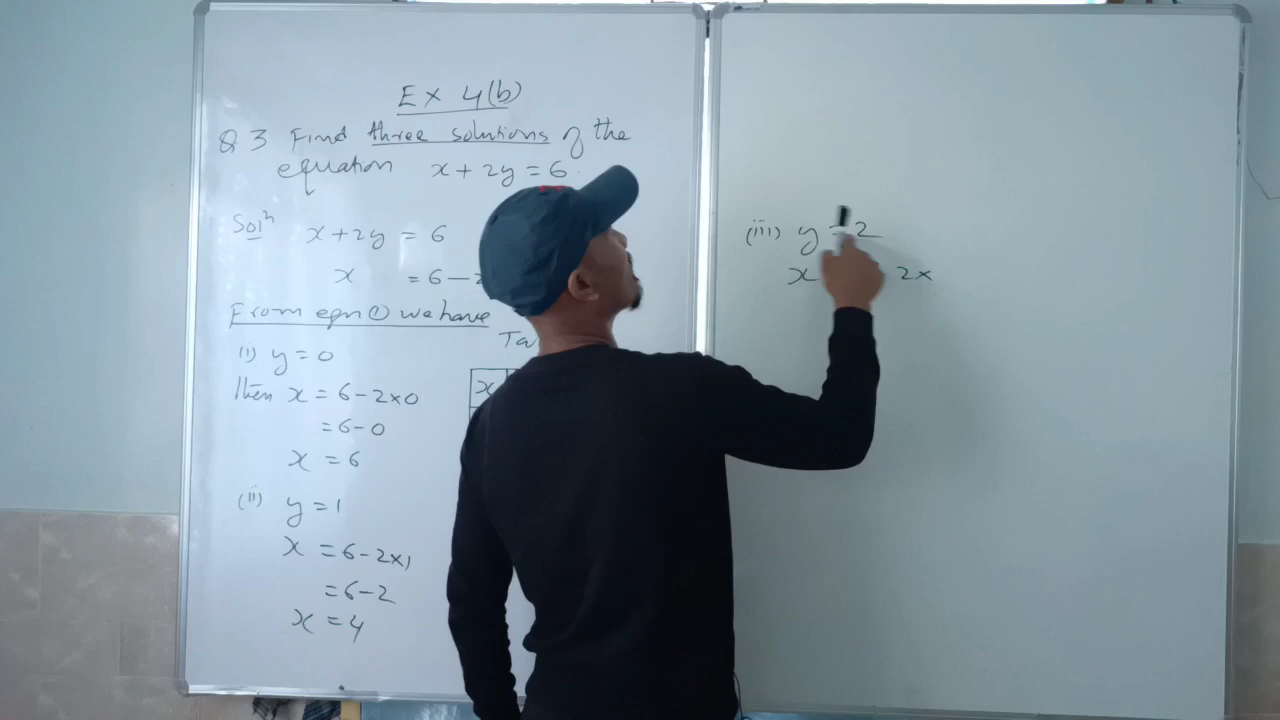 Ex 4(b)
Q 3 Find three solutions of the
equation x + 2y = 6.
Solⁿ x + 2y = 6
x = 6 –
From eqn ① we have
(i) y = 0
Then x = 6 – 2 × 0
= 6 – 0
x = 6
(ii) y = 1
x = 6 – 2 × 1
= 6 – 2
x = 4
Ta
x
(iii) y = 2
x 2 ×